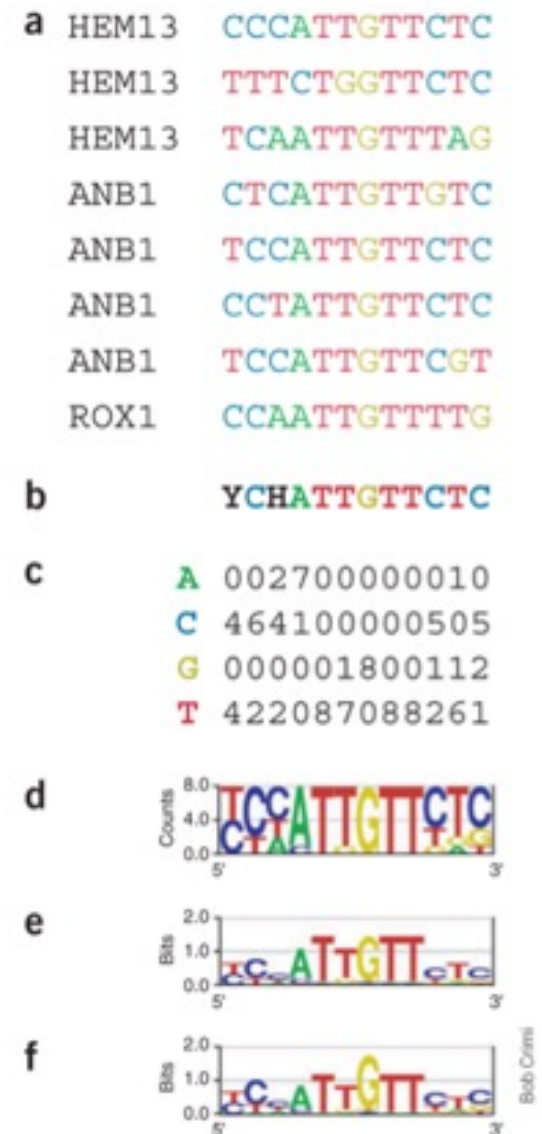 a HEM13 CCCATTGTTCTC
HEM13 TTTCTGGTTCTC
HEM13 TCAATTGTTTAG
ANB1 CTCATTGTTGTC
ANB1 TCCATTGTTCTC
ANB1 CCTATTGTTCTC
ANB1 TCCATTGTTCGT
ROX1 CCAATTGTTTTG
b YCHATTGTTCTC
c A 002700000010
C 464100000505
G 000001800112
T 422087088261
d Counts 8.0 4.0 0.0
TCCATTGTTCTC
5' 3'
e Bits 2.0 1.0 0.0
5' 3'
f Bits 2.0 1.0 0.0
5' 3'
Bob Crimi